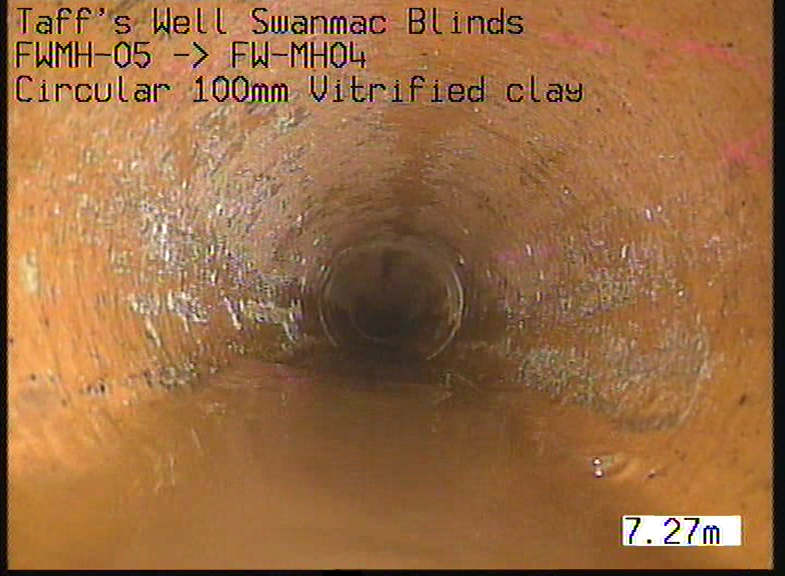 Taff's Well Swanmac Blinds
FWMH-05 -> FW-MH04
Circular 100mm Vitrified clay
7.27m